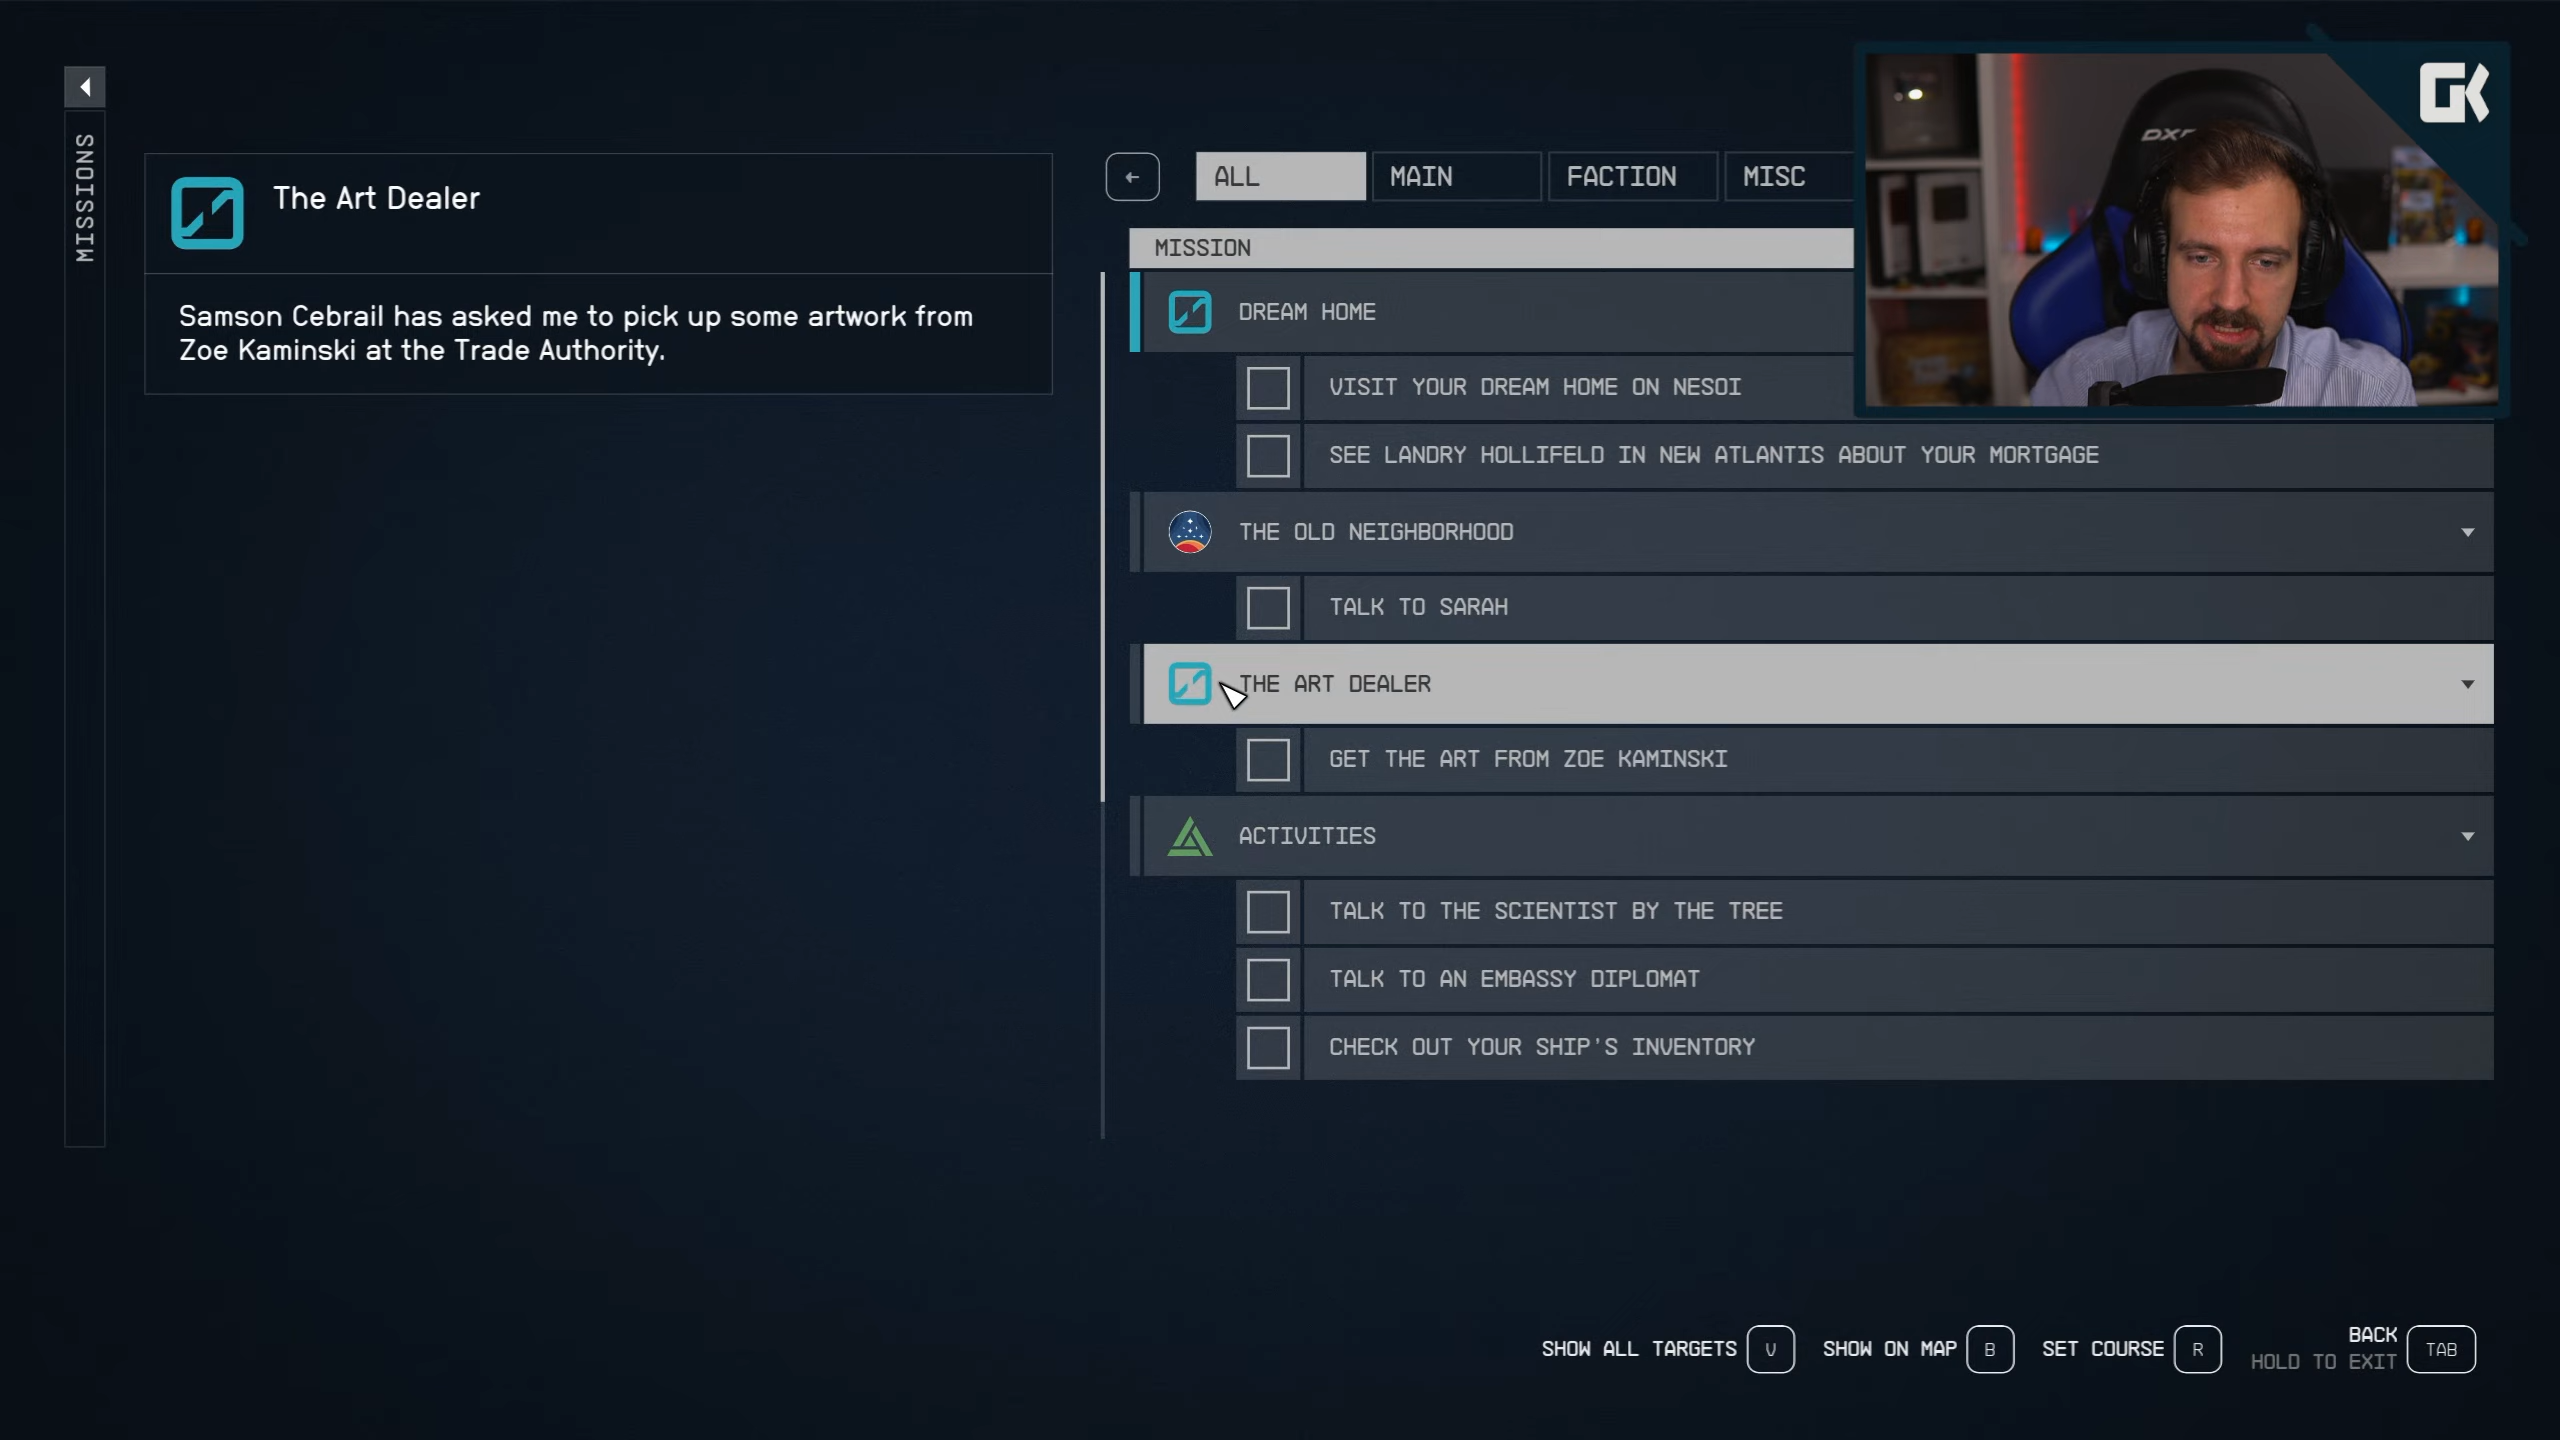 MISSIONS
The Art Dealer
Samson Cebrail has asked me to pick up some artwork from
Zoe Kaminski at the Trade Authority.
ALL
MAIN
FACTION
MISC
MISSION
DREAM HOME
VISIT YOUR DREAM HOME ON NESOI
SEE LANDRY HOLLIFELD IN NEW ATLANTIS ABOUT YOUR MORTGAGE
THE OLD NEIGHBORHOOD
TALK TO SARAH
THE ART DEALER
GET THE ART FROM ZOE KAMINSKI
ACTIVITIES
TALK TO THE SCIENTIST BY THE TREE
TALK TO AN EMBASSY DIPLOMAT
CHECK OUT YOUR SHIP'S INVENTORY
GK
SHOW ALL TARGETS V
SHOW ON MAP B
SET COURSE R
BACK
HOLD TO EXIT
TAB